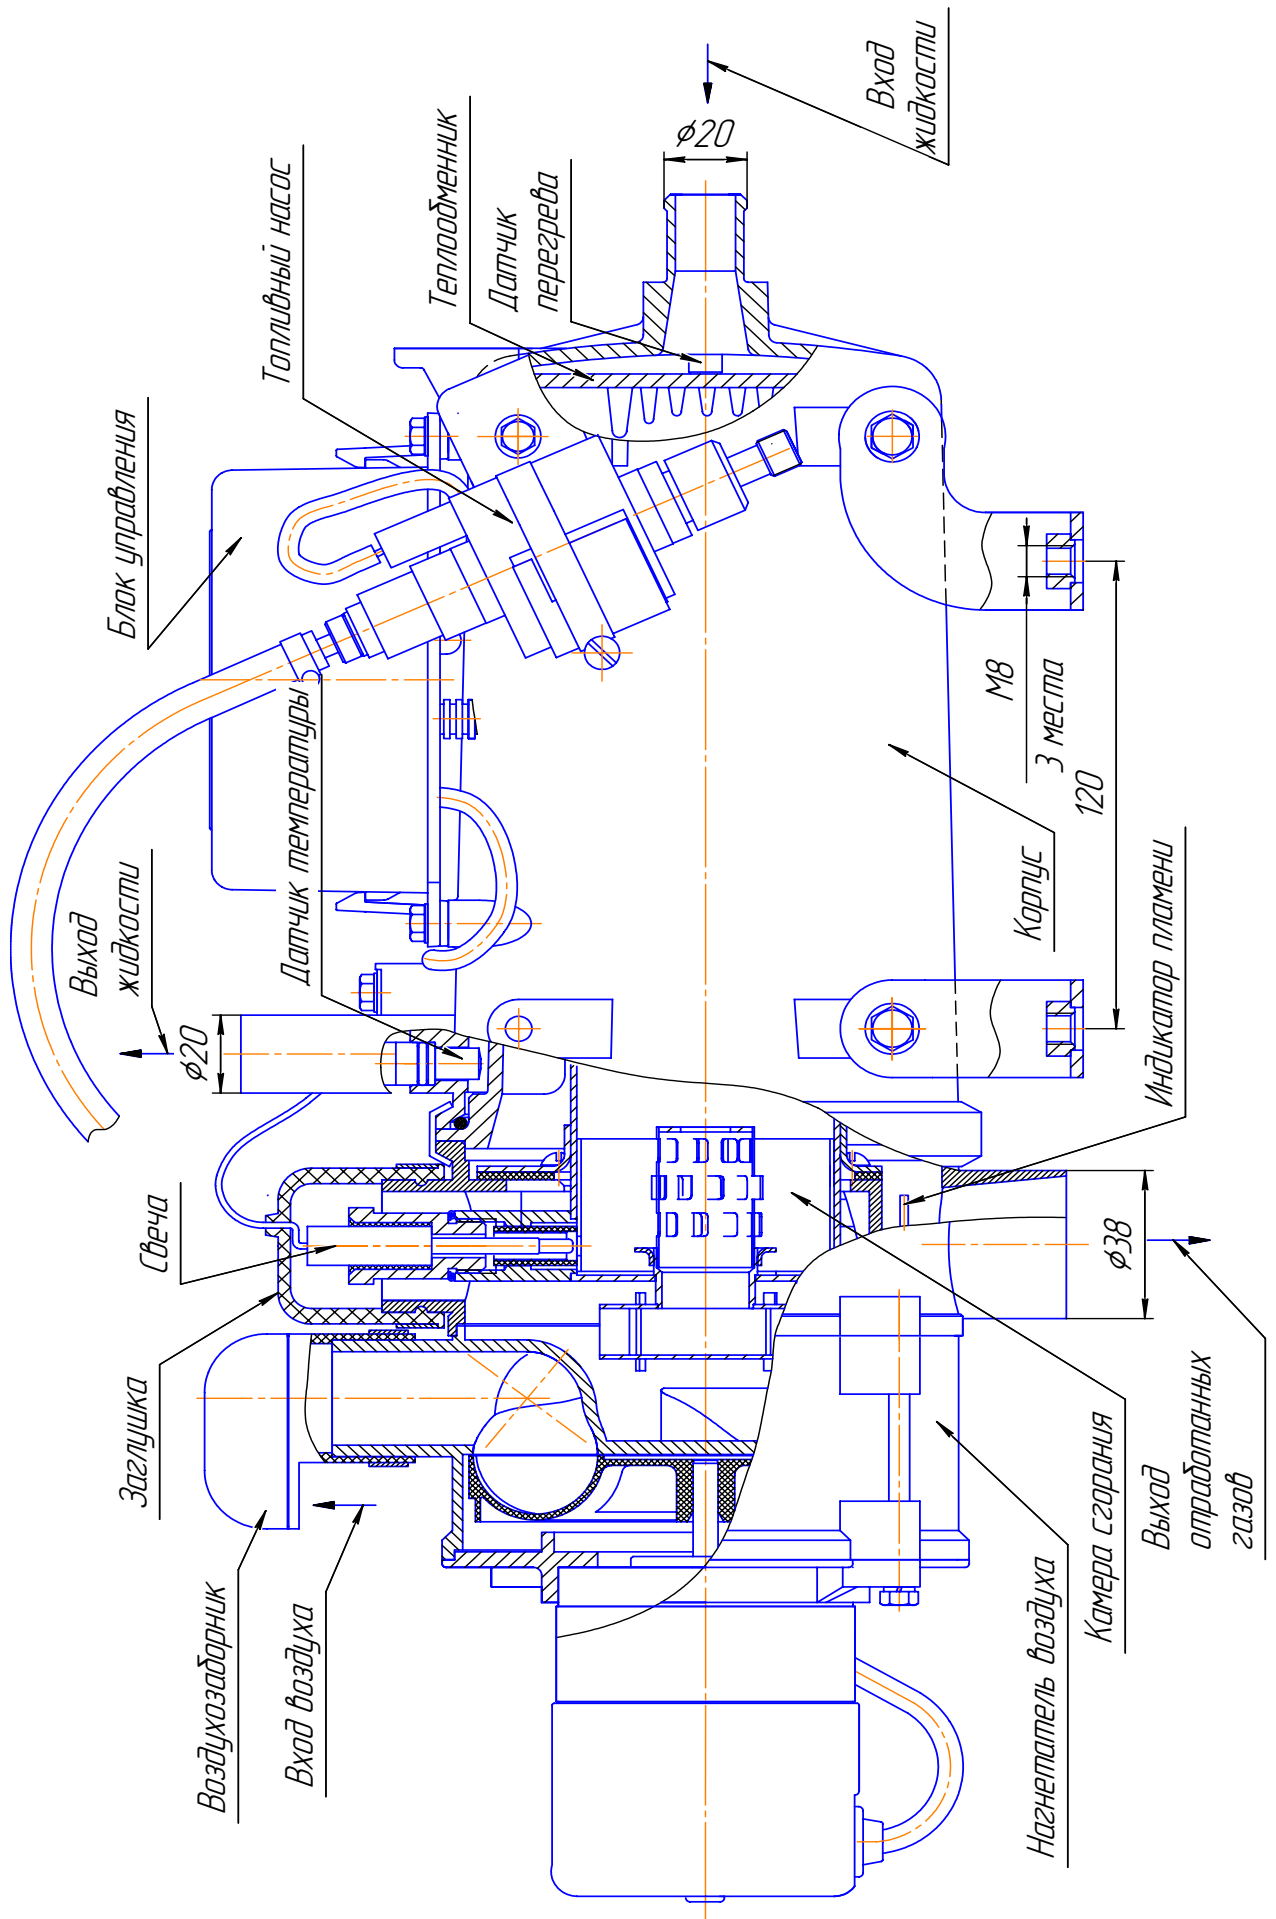 Воздухозаборник
Вход воздуха
Заглушка
Свеча
Выход
жидкости
φ20
Датчик температуры
Блок управления
Топливный насос
Теплообменник
Датчик
перегрева
φ20
Вход
жидкости
М8
3 места
120
Корпус
Индикатор пламени
φ38
Выход
отработанных
газов
Камера сгорания
Нагнетатель воздуха